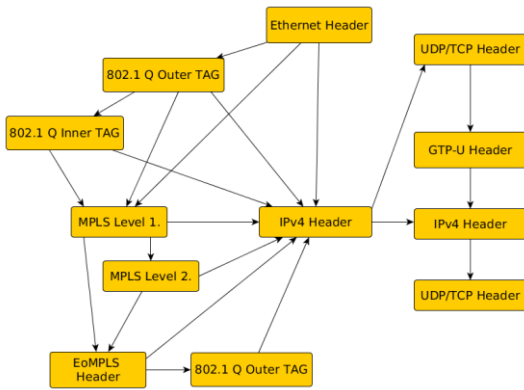 Ethernet Header
UDP/TCP Header
802.1 Q Outer TAG
802.1 Q Inner TAG
GTP-U Header
MPLS Level 1.
IPv4 Header
IPv4 Header
MPLS Level 2.
UDP/TCP Header
EoMPLS
Header
802.1 Q Outer TAG